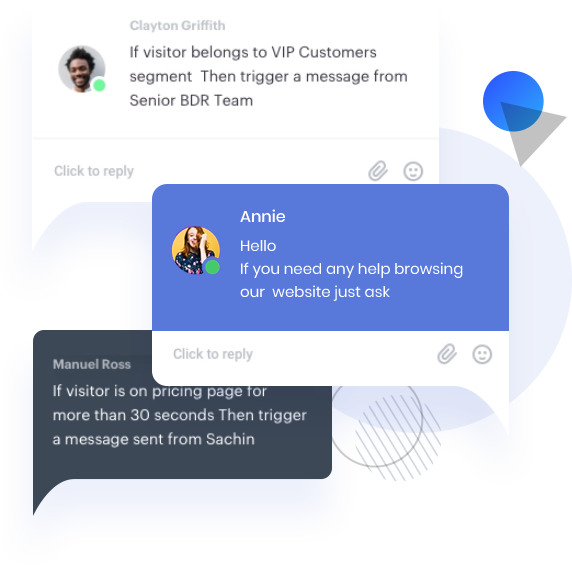 Clayton Griffith
If visitor belongs to VIP Customers
segment Then trigger a message from
Senior BDR Team
Click to reply
Annie
Hello
If you need any help browsing
our website just ask
Click to reply
Manuel Ross
If visitor is on pricing page for
more than 30 seconds Then trigger
a message sent from Sachin